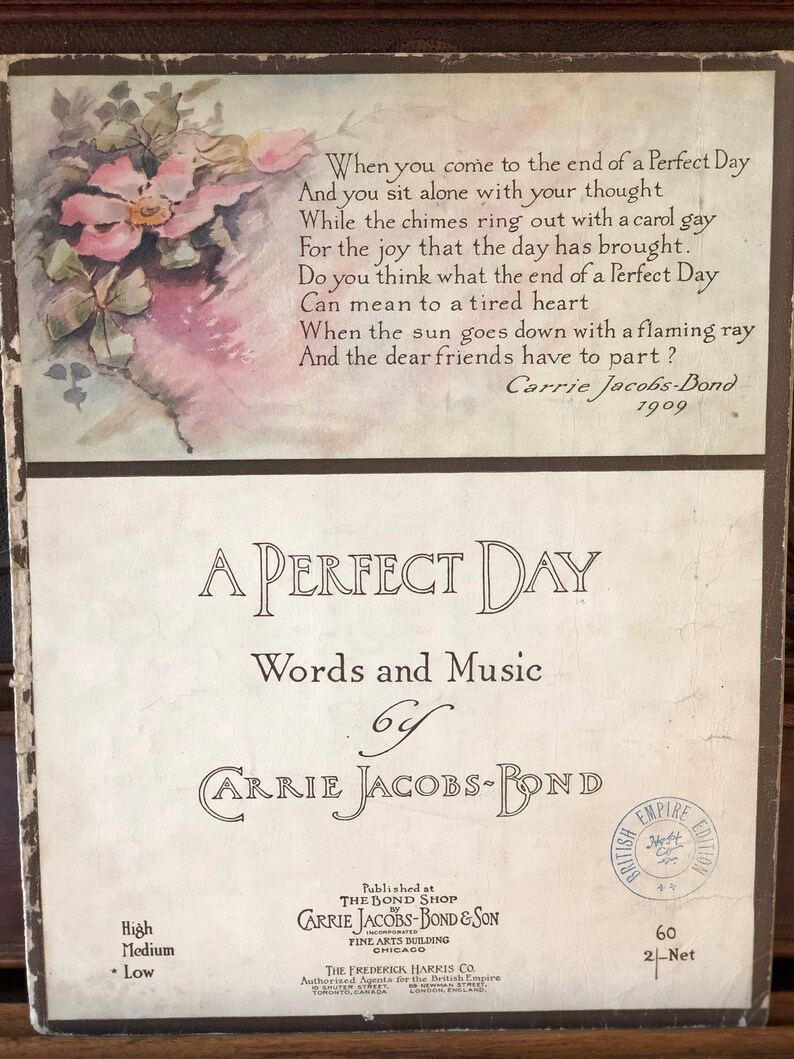 When you come to the end of a Perfect Day
And you sit alone with your thought
While the chimes ring out with a carol gay
For the joy that the day has brought.
Do you think what the end of a Perfect Day
Can mean to a tired heart
When the sun goes down with a flaming ray
And the dear friends have to part ?
Carrie Jacobs-Bond
1909
A PERFECT DAY
Words and Music
by
CARRIE JACOBS-BOND
BRITISH EMPIRE EDITION
Published at
THE BOND SHOP
BY
CARRIE JACOBS-BOND & SON
INCORPORATED
FINE ARTS BUILDING
CHICAGO
High
Medium
* Low
60
2/-Net
THE FREDERICK HARRIS CO.
Authorized Agents for the British Empire
10 SHUTER STREET, 89 NEWMAN STREET,
TORONTO, CANADA LONDON, ENGLAND.